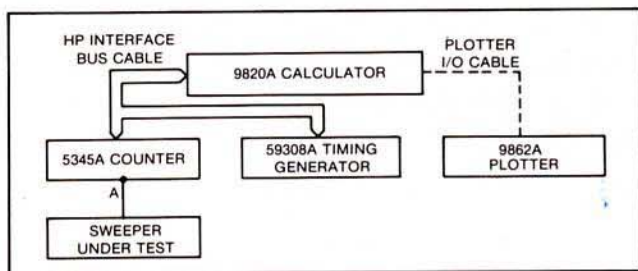 HP INTERFACE
BUS CABLE
9820A CALCULATOR
PLOTTER
I/O CABLE
5345A COUNTER
59308A TIMING
GENERATOR
9862A
PLOTTER
A
SWEEPER
UNDER TEST